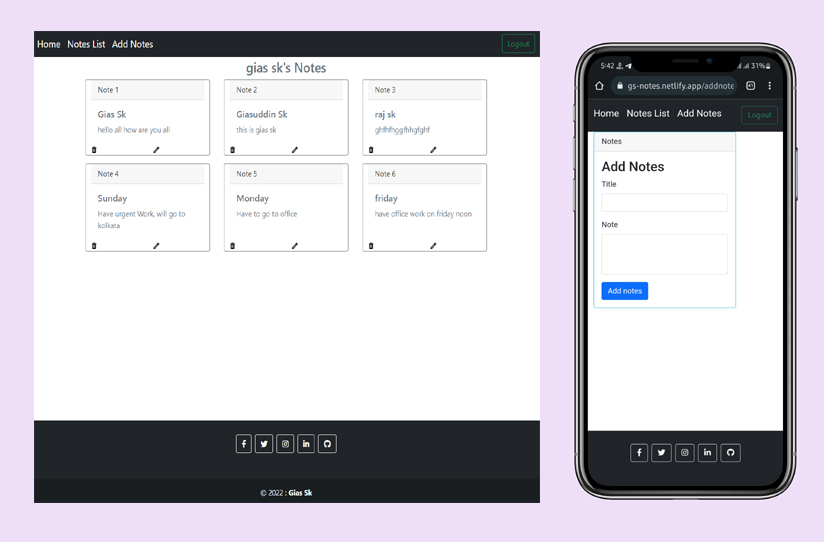 Home Notes List Add Notes Logout
gias sk's Notes
Note 1
Gias Sk
hello all how are you all
Note 2
Giasuddin Sk
this is gias sk
Note 3
raj sk
ghfhfhggfhhgfghf
Note 4
Sunday
Have urgent Work, will go to
kolkata
Note 5
Monday
Have to go to office
Note 6
friday
have office work on friday noon
© 2022 : Gias Sk
5:42 31%
gs-notes.netlify.app/addnote
Home Notes List Add Notes Logout
Notes
Add Notes
Title
Note
Add notes